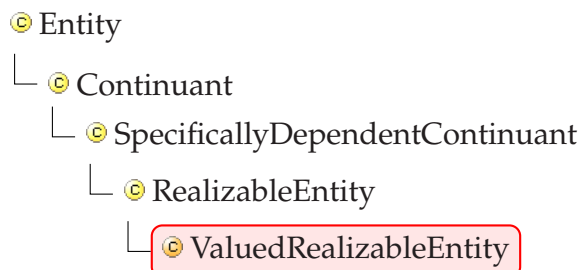 © Entity
© Continuant
© SpecificallyDependentContinuant
© RealizableEntity
© ValuedRealizableEntity